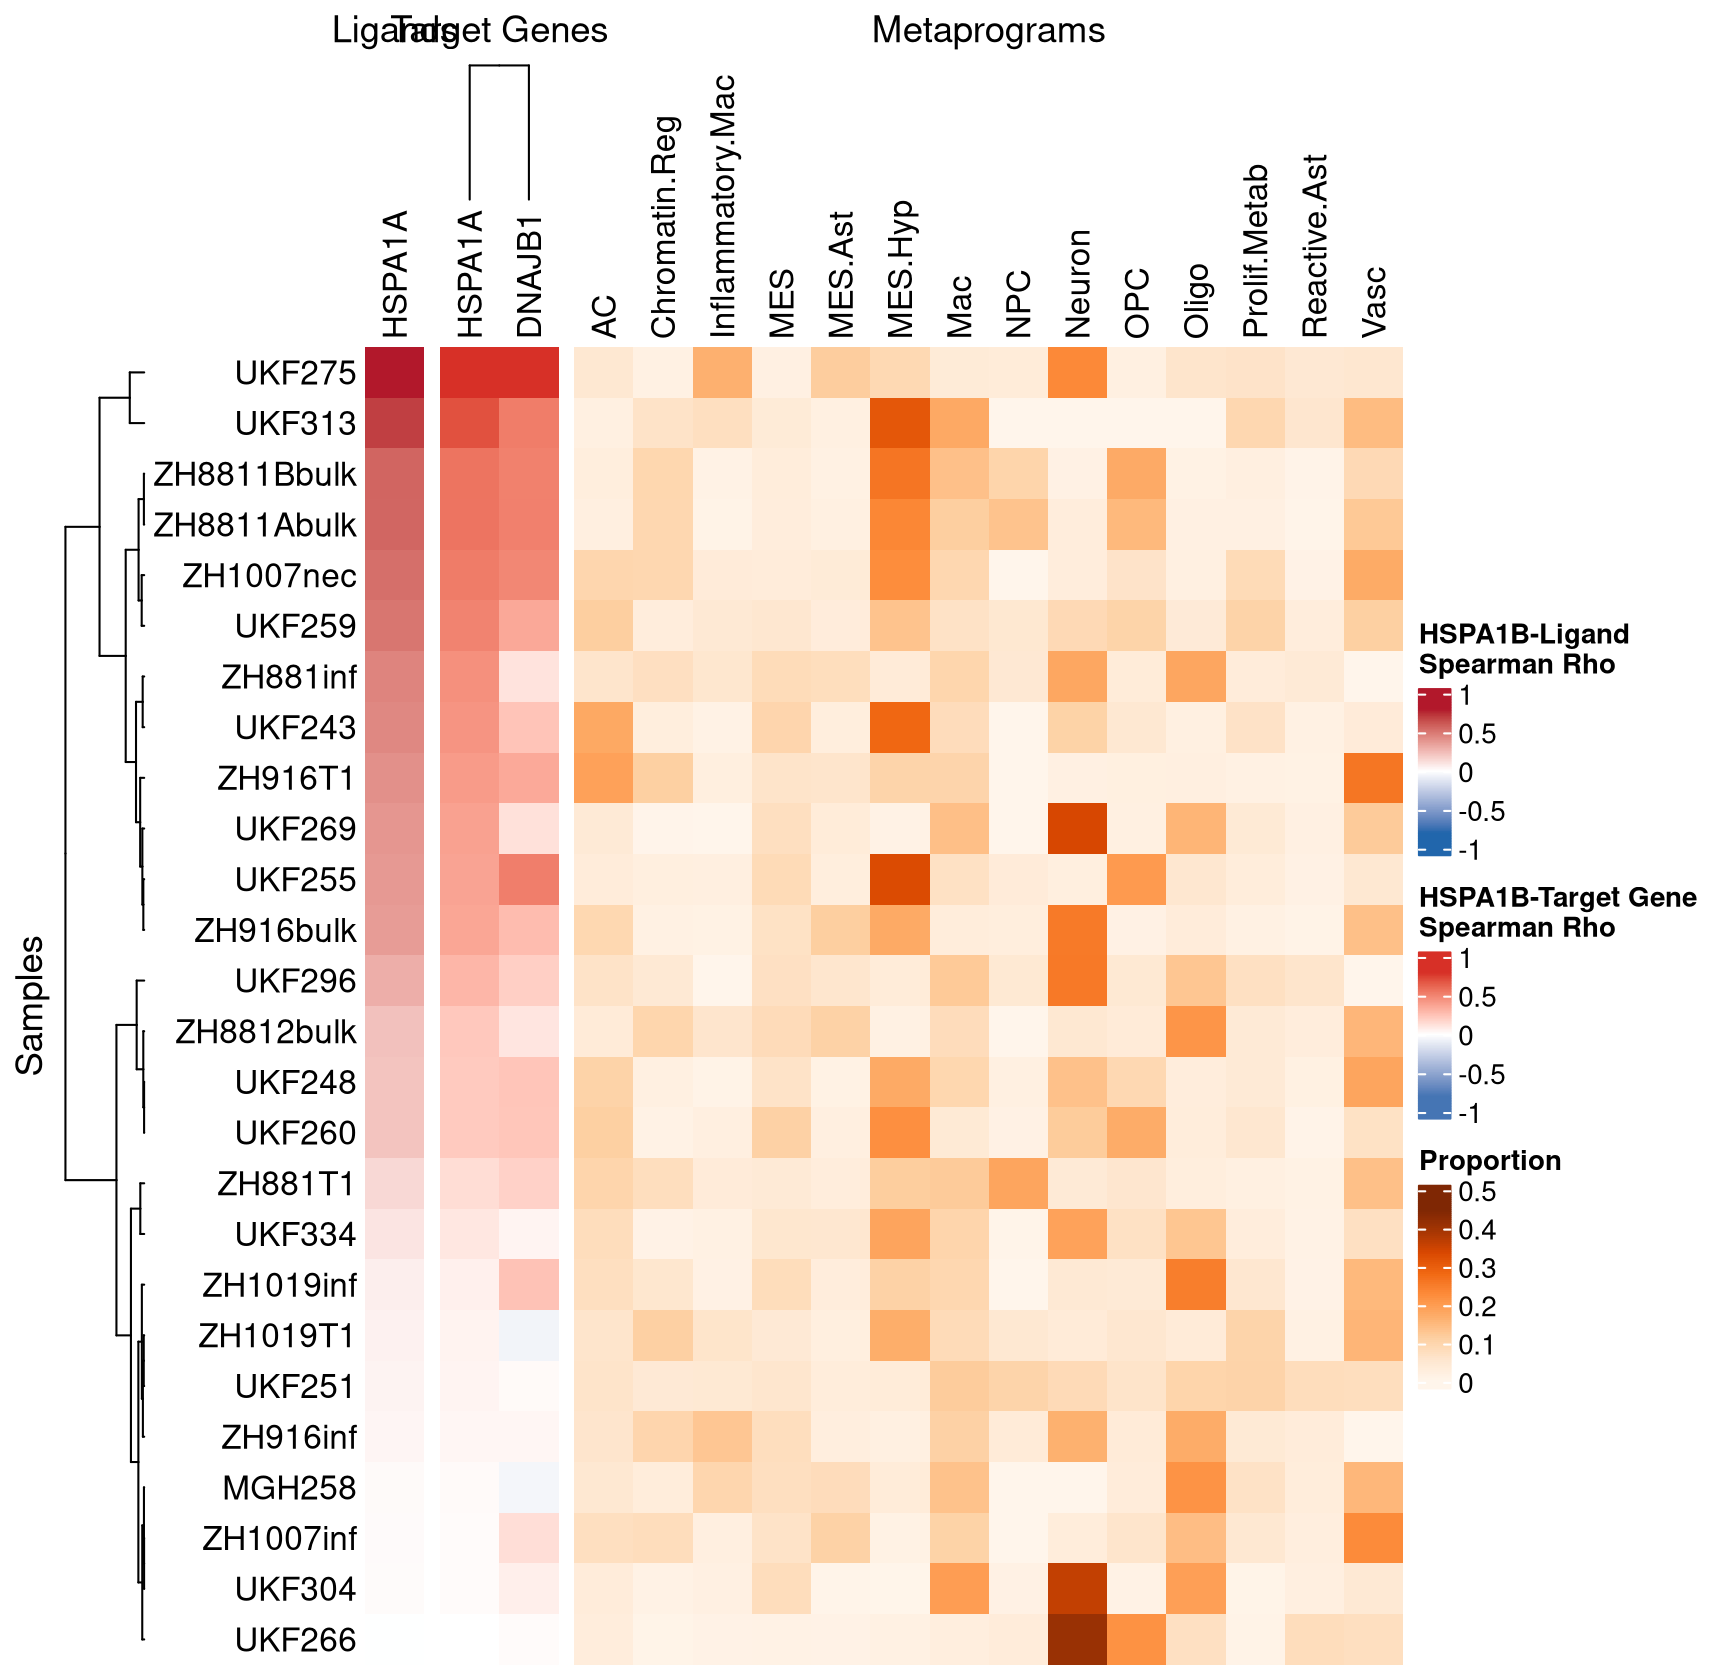 Ligands
Target Genes
Metaprograms
HSPA1A
HSPA1A
DNAJB1
AC
Chromatin.Reg
Inflammatory.Mac
MES
MES.Ast
MES.Hyp
Mac
NPC
Neuron
OPC
Oligo
Prolif.Metab
Reactive.Ast
Vasc
Samples
UKF275
UKF313
ZH8811Bbulk
ZH8811Abulk
ZH1007nec
UKF259
ZH881inf
UKF243
ZH916T1
UKF269
UKF255
ZH916bulk
UKF296
ZH8812bulk
UKF248
UKF260
ZH881T1
UKF334
ZH1019inf
ZH1019T1
UKF251
ZH916inf
MGH258
ZH1007inf
UKF304
UKF266
HSPA1B-Ligand
Spearman Rho
1
0.5
0
-0.5
-1
HSPA1B-Target Gene
Spearman Rho
1
0.5
0
-0.5
-1
Proportion
0.5
0.4
0.3
0.2
0.1
0